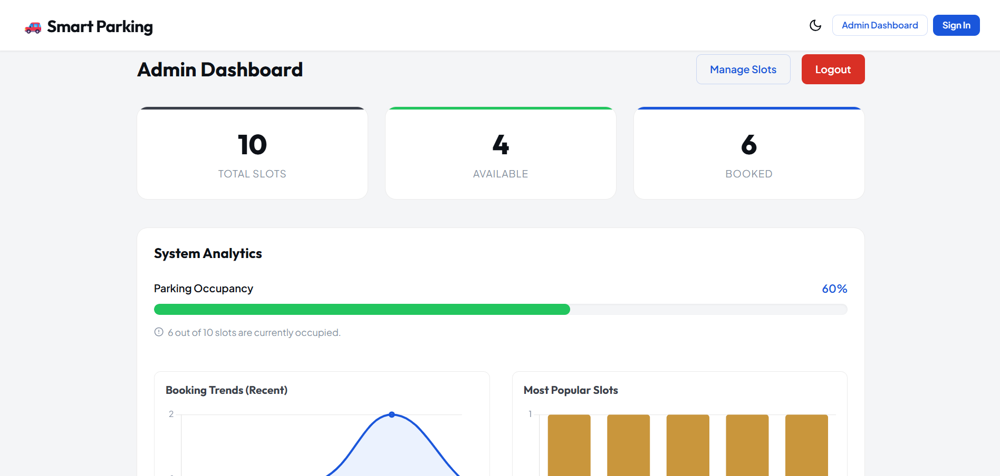 Smart Parking
Admin Dashboard
Sign In
Admin Dashboard
Manage Slots
Logout
10
TOTAL SLOTS
4
AVAILABLE
6
BOOKED
System Analytics
Parking Occupancy
60%
6 out of 10 slots are currently occupied.
Booking Trends (Recent)
2
Most Popular Slots
1